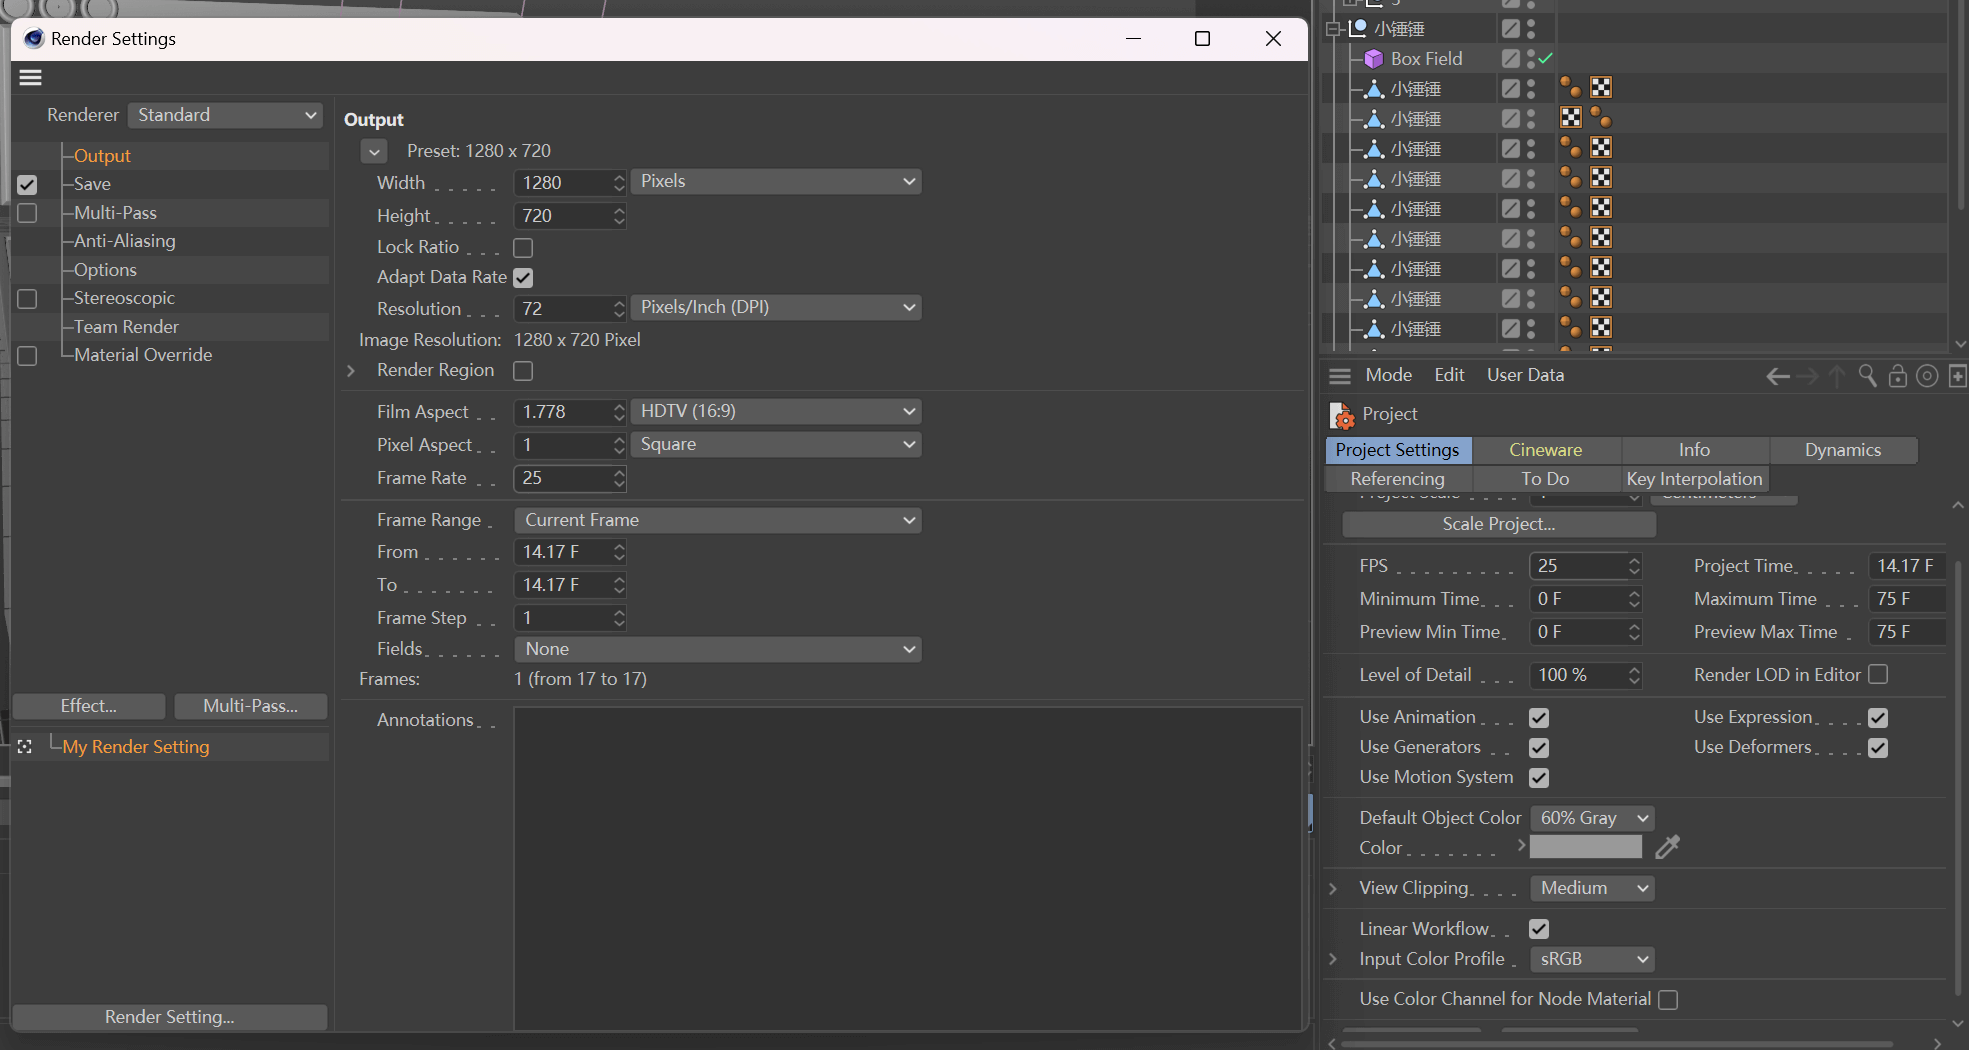 Render Settings
Renderer Standard
Output
Save
Multi-Pass
Anti-Aliasing
Options
Stereoscopic
Team Render
Material Override
Effect...
Multi-Pass...
My Render Setting
Render Setting...
Output
Preset: 1280 x 720
Width 1280 Pixels
Height 720
Lock Ratio
Adapt Data Rate
Resolution 72 Pixels/Inch (DPI)
Image Resolution: 1280 x 720 Pixel
Render Region
Film Aspect 1.778 HDTV (16:9)
Pixel Aspect 1 Square
Frame Rate 25
Frame Range Current Frame
From 14.17 F
To 14.17 F
Frame Step 1
Fields None
Frames: 1 (from 17 to 17)
Annotations
小锤锤
Box Field
小锤锤
小锤锤
小锤锤
小锤锤
小锤锤
小锤锤
小锤锤
小锤锤
小锤锤
Mode Edit User Data
Project
Project Settings Cineware Info Dynamics
Referencing To Do Key Interpolation
Project Scale Centimeters
Scale Project...
FPS 25 Project Time 14.17 F
Minimum Time 0 F Maximum Time 75 F
Preview Min Time 0 F Preview Max Time 75 F
Level of Detail 100 % Render LOD in Editor
Use Animation Use Expression
Use Generators Use Deformers
Use Motion System
Default Object Color 60% Gray
Color
View Clipping Medium
Linear Workflow
Input Color Profile sRGB
Use Color Channel for Node Material